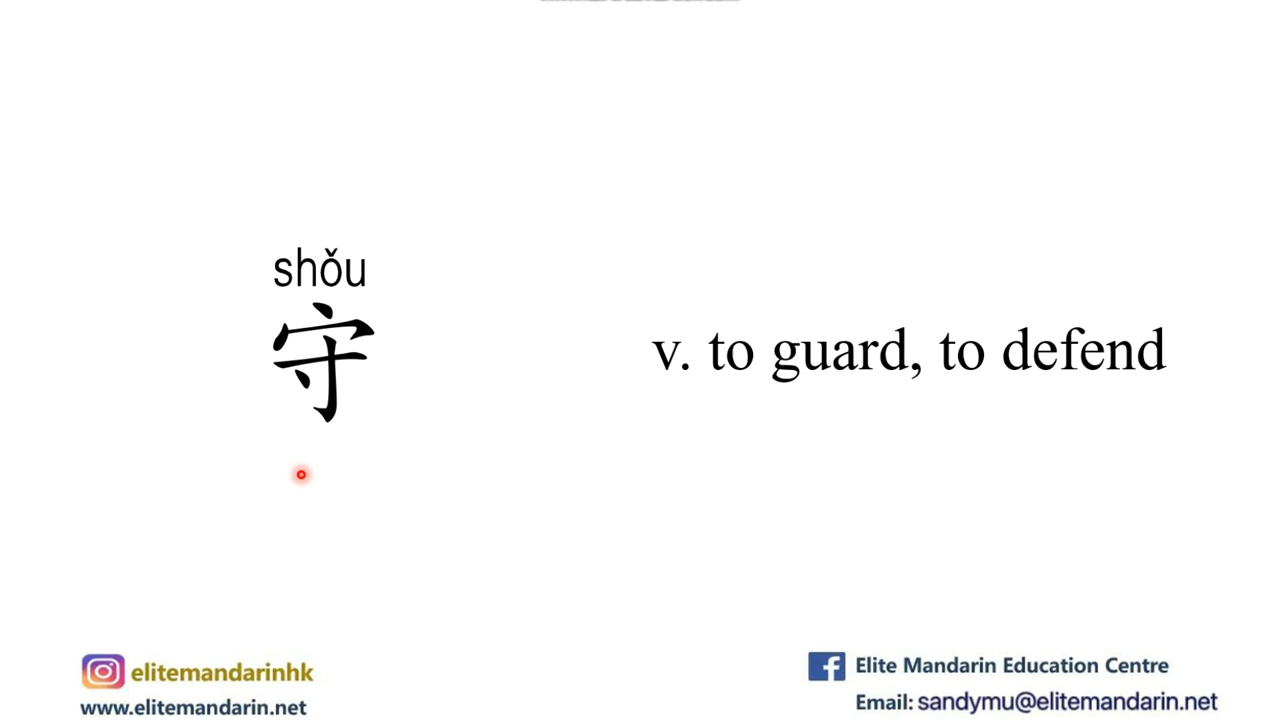 shǒu
守
v. to guard, to defend
elitemandarinhk
www.elitemandarin.net
Elite Mandarin Education Centre
Email: sandymu@elitemandarin.net